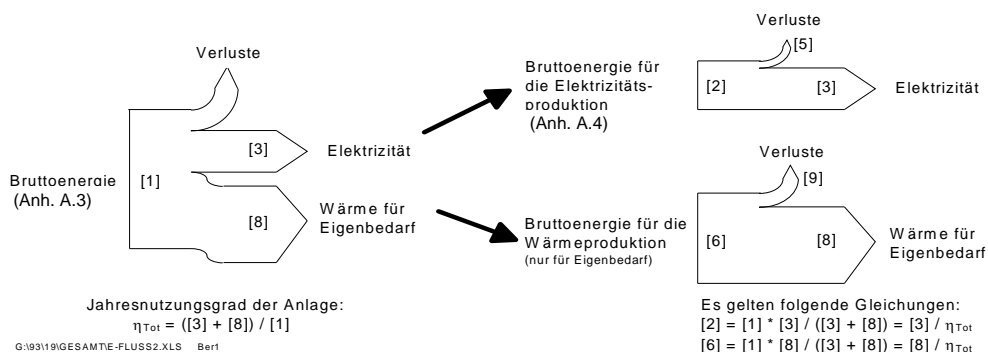 Verluste
[3]
Elektrizität
Bruttoenergie
(Anh. A.3)
[1]
[8]
Wärme für
Eigenbedarf
Jahresnutzungsgrad der Anlage:
ηTot = ([3] + [8]) / [1]
G:\93\19\GESAMT\E-FLUSS2.XLS Ber1
Bruttoenergie für
die Elektrizitäts-
produktion
(Anh. A.4)
Verluste
[5]
[2]
[3]
Elektrizität
Bruttoenergie für die
Wärmeproduktion
(nur für Eigenbedarf)
Verluste
[9]
[6]
[8]
Wärme für
Eigenbedarf
Es gelten folgende Gleichungen:
[2] = [1] * [3] / ([3] + [8]) = [3] / ηTot
[6] = [1] * [8] / ([3] + [8]) = [8] / ηTot